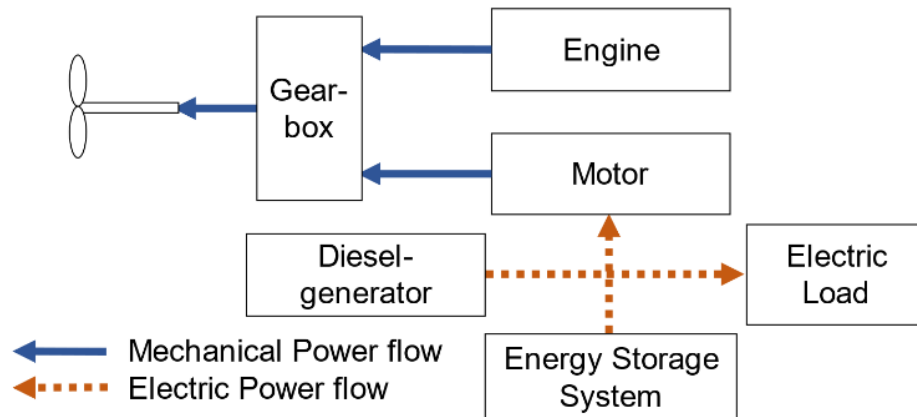 Engine
Gear-
box
Motor
Diesel-
generator
Electric
Load
Mechanical Power flow
Electric Power flow
Energy Storage
System